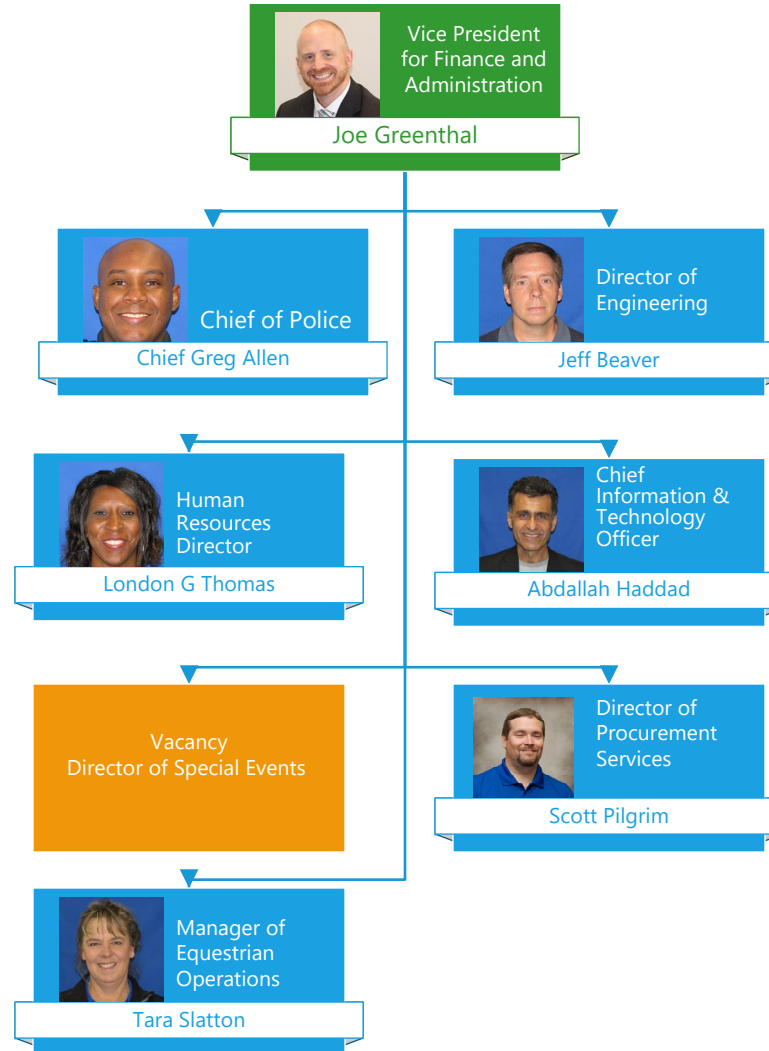 Vice President
for Finance and
Administration
Joe Greenthal
Chief of Police
Chief Greg Allen
Director of
Engineering
Jeff Beaver
Human
Resources
Director
London G Thomas
Chief
Information &
Technology
Officer
Abdallah Haddad
Vacancy
Director of Special Events
Director of
Procurement
Services
Scott Pilgrim
Manager of
Equestrian
Operations
Tara Slatton